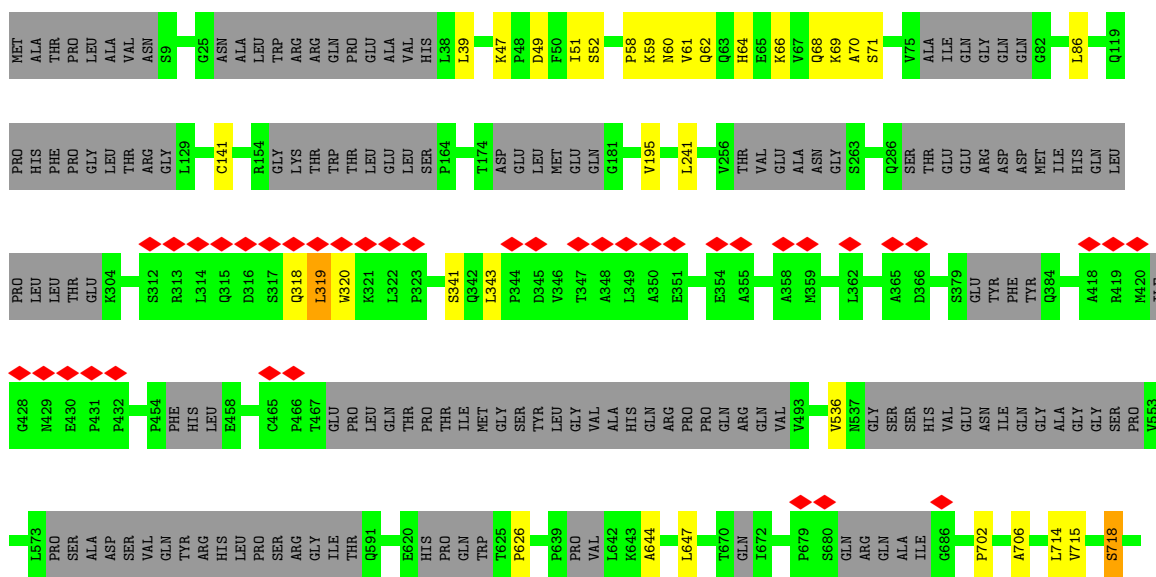 MET ALA THR PRO LEU ALA VAL ASN S9 G25 ASN ALA LEU TRP ARG ARG GLN PRO GLU ALA VAL HIS L38 L39 K47 P48 D49 F50 I51 S52 P58 K59 N60 V61 Q62 Q63 H64 E65 K66 V67 Q68 K69 A70 S71 V75 ALA ILE GLN GLY GLN GLN G82 L86 Q119
PRO HIS PHE PRO GLY LEU THR ARG GLY L129 C141 R154 GLY LYS THR TRP THR LEU GLU LEU SER P164 T174 ASP GLU LEU MET GLU GLN G181 V195 L241 V256 THR VAL GLU ALA ASN GLY S263 Q286 SER THR GLU GLU ARG ASP ASP MET ILE HIS GLN LEU
PRO LEU LEU THR GLU K304 S312 R313 L314 Q315 D316 S317 Q318 L319 W320 K321 L322 P323 S341 Q342 L343 P344 D345 V346 T347 A348 L349 A350 E351 E354 A355 A358 M359 L362 A365 D366 S379 GLU TYR PHE TYR Q384 A418 R419 M420 ILE
G428 N429 E430 P431 P432 P454 PHE HIS LEU E458 C465 P466 T467 GLU PRO LEU GLN THR PRO THR ILE MET GLY SER TYR LEU GLY VAL ALA HIS GLN ARG PRO PRO GLN ARG GLN VAL V493 V536 N537 GLY SER SER HIS VAL GLU ASN ILE GLN GLY ALA GLY GLY SER PRO V553
L573 PRO SER ALA ASP SER VAL GLN TYR ARG HIS LEU PRO SER ARG GLY ILE THR Q591 E620 HIS PRO GLN TRP T625 P626 P639 PRO VAL L642 K643 A644 L647 T670 GLN I672 P679 S680 GLN ARG GLN ALA ILE G686 P702 A706 L714 V715 S718